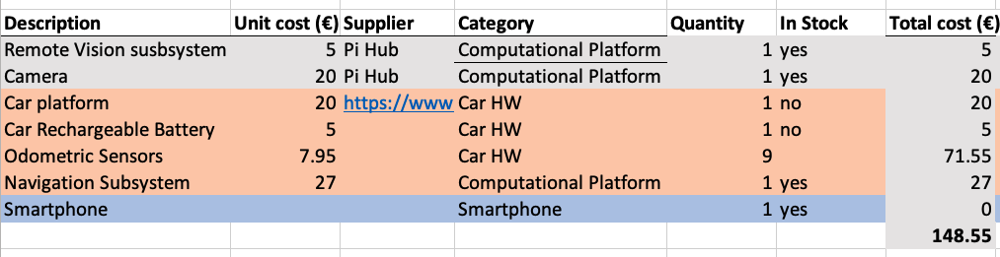 Description Unit cost (€) Supplier Category Quantity In Stock Total cost (€)
Remote Vision susbsystem 5 Pi Hub Computational Platform 1 yes 5
Camera 20 Pi Hub Computational Platform 1 yes 20
Car platform 20 https://www Car HW 1 no 20
Car Rechargeable Battery 5 Car HW 1 no 5
Odometric Sensors 7.95 Car HW 9 71.55
Navigation Subsystem 27 Computational Platform 1 yes 27
Smartphone Smartphone 1 yes 0
148.55